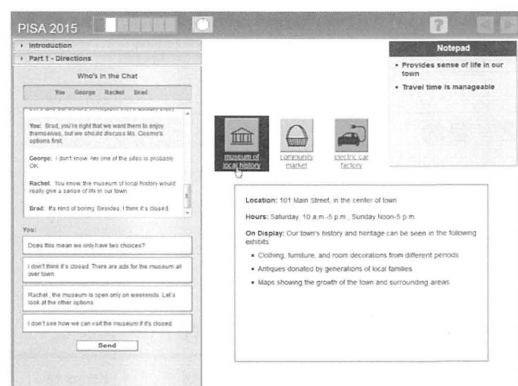 PISA 2015
?
Introduction
Part 1 - Directions
Who's in the Chat
You George Rachel Brad
You: Brad, you're right that we want them to enjoy
themselves, but we should discuss Ms. Cosmo's
options first.
George: I don't know. Any one of the sites is probably
OK.
Rachel: You know the museum of local history would
really give a sense of life in our town.
Brad: It's kind of boring. Besides, I think it's closed.
You:
Does this mean we only have two choices?
I don't think it's closed. There are ads for the museum all
over town.
Rachel, the museum is open only on weekends. Let's
look at the other options.
I don't see how we can visit the museum if it's closed.
Send
museum of
local history
community
market
electric car
factory
Notepad
Provides sense of life in our
town
Travel time is manageable
Location: 101 Main Street, in the center of town
Hours: Saturday, 10 a.m.-5 p.m., Sunday Noon-5 p.m.
On Display: Our town's history and heritage can be seen in the following
exhibits
Clothing, furniture, and room decorations from different periods
Antiques donated by generations of local families
Maps showing the growth of the town and surrounding areas